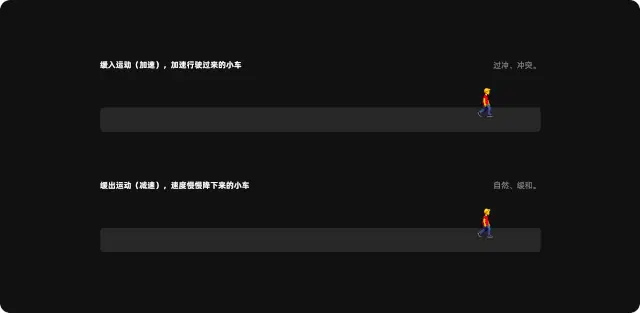 缓入运动（加速），加速行驶过来的小车
过冲、冲突。
缓出运动（减速），速度慢慢降下来的小车
自然、缓和。